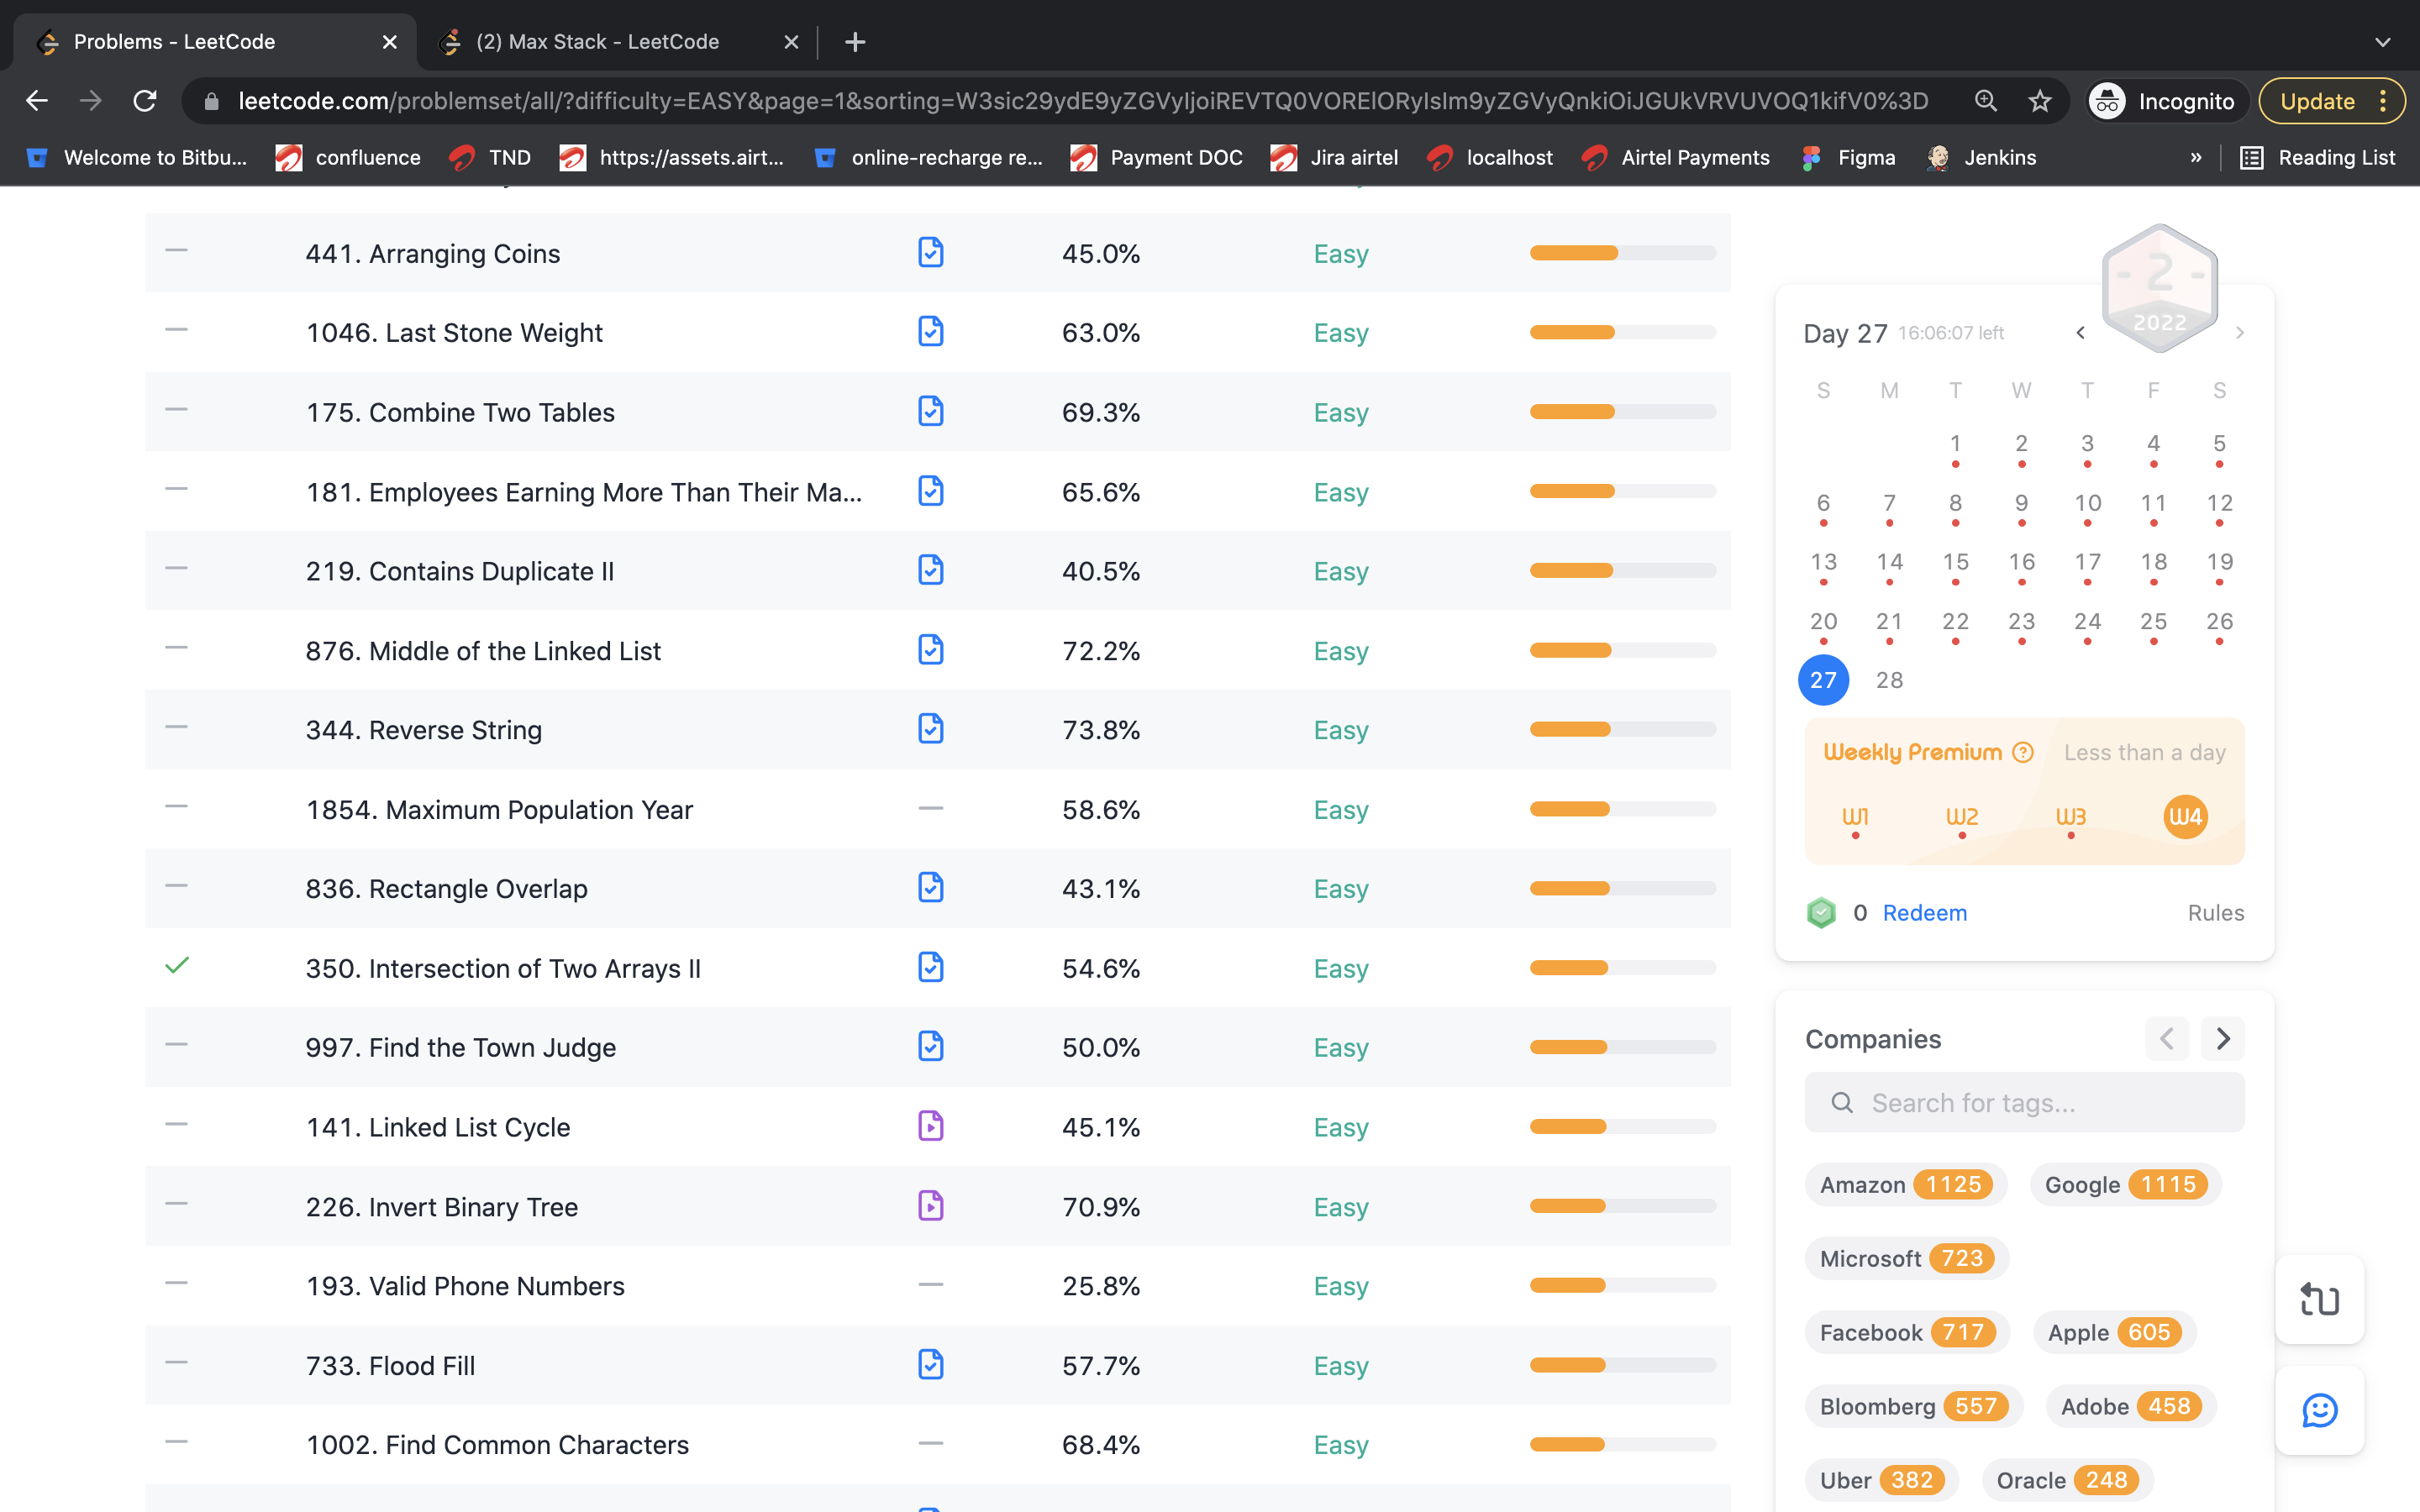 Problems - LeetCode
(2) Max Stack - LeetCode
leetcode.com/problemset/all/?difficulty=EASY&page=1&sorting=W3sic29ydE9yZGVyIjoiREVTQ0VORElORyIsIm9yZGVyQnkiOiJGUkVRVUVOQ1kifV0%3D
Incognito
Update
Welcome to Bitbu...
confluence
TND
https://assets.airt...
online-recharge re...
Payment DOC
Jira airtel
localhost
Airtel Payments
Figma
Jenkins
»
Reading List
441. Arranging Coins 45.0% Easy
1046. Last Stone Weight 63.0% Easy
175. Combine Two Tables 69.3% Easy
181. Employees Earning More Than Their Ma... 65.6% Easy
219. Contains Duplicate II 40.5% Easy
876. Middle of the Linked List 72.2% Easy
344. Reverse String 73.8% Easy
1854. Maximum Population Year 58.6% Easy
836. Rectangle Overlap 43.1% Easy
350. Intersection of Two Arrays II 54.6% Easy
997. Find the Town Judge 50.0% Easy
141. Linked List Cycle 45.1% Easy
226. Invert Binary Tree 70.9% Easy
193. Valid Phone Numbers 25.8% Easy
733. Flood Fill 57.7% Easy
1002. Find Common Characters 68.4% Easy
- 2 -
2022
Day 27 16:06:07 left
S M T W T F S
1 2 3 4 5
6 7 8 9 10 11 12
13 14 15 16 17 18 19
20 21 22 23 24 25 26
27 28
Weekly Premium ? Less than a day
W1 W2 W3 W4
0 Redeem Rules
Companies
Search for tags...
Amazon 1125 Google 1115
Microsoft 723
Facebook 717 Apple 605
Bloomberg 557 Adobe 458
Uber 382 Oracle 248